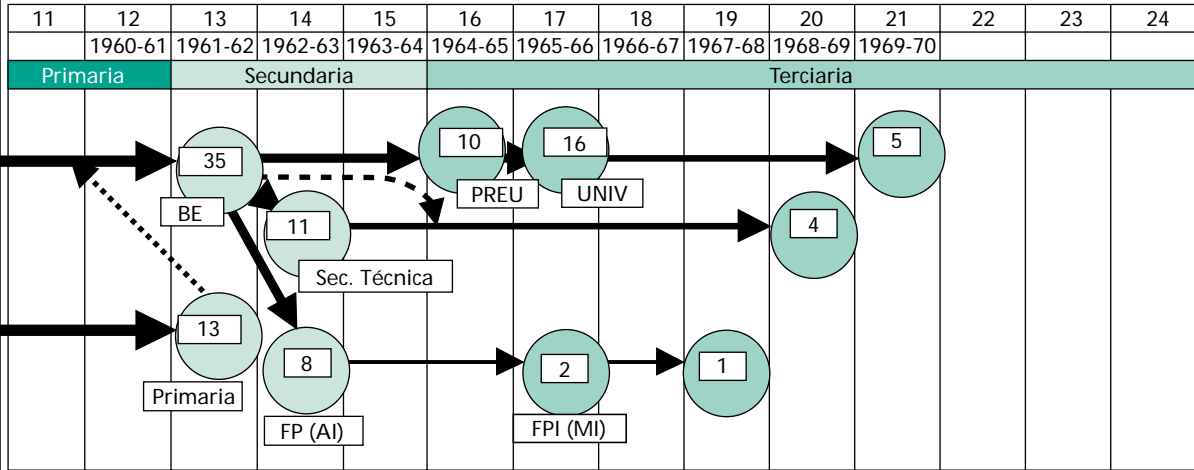 11 12 13 14 15 16 17 18 19 20 21 22 23 24
1960-61 1961-62 1962-63 1963-64 1964-65 1965-66 1966-67 1967-68 1968-69 1969-70
Primaria Secundaria Terciaria
35 10 16 5
BE PREU UNIV
11 4
Sec. Técnica
13
Primaria
8 2 1
FP (AI) FPI (MI)